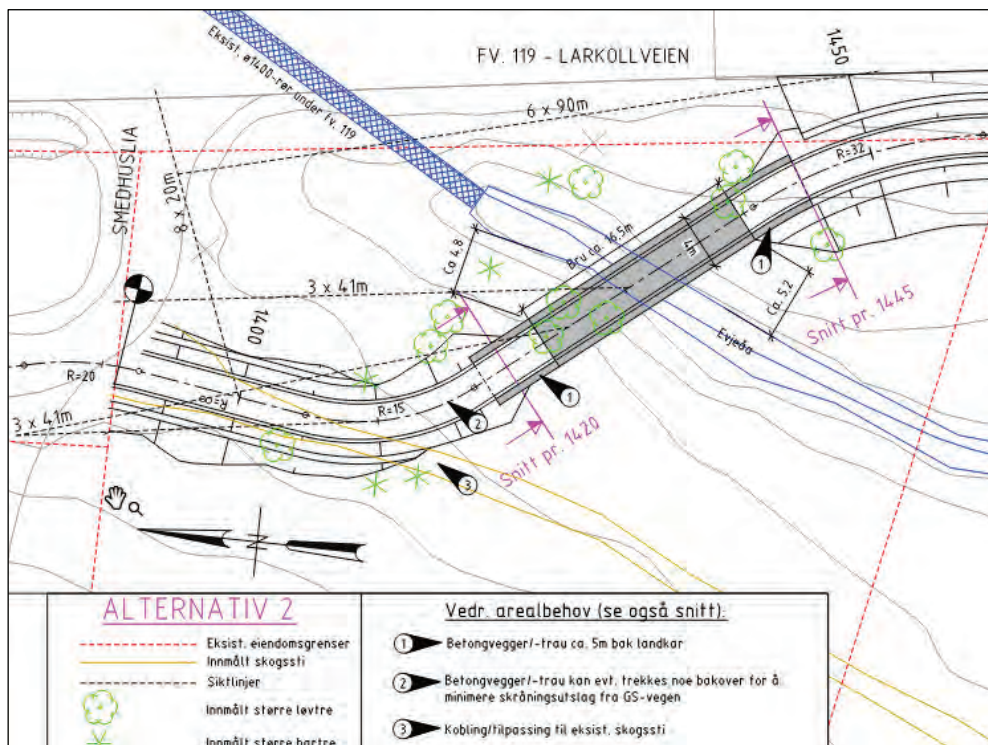 FV. 119 - LARKOLLVEIEN
1450
Eksist. ø1400-rør under fv. 119
6 x 90m
SMEDHUSLIA
8 x 20m
R=32
Bru ca. 16.5m
Ca 4.8
4m
1
3 x 41m
Ca. 5.2
Snitt pr. 1445
1400
Evjeåa
R=20
R=∞
R=15
3 x 41m
2
1
Snitt pr. 1420
3
N
ALTERNATIV 2
Eksist. eiendomsgrenser
Innmålt skogssti
Siktlinjer
Innmålt større løvtre
Innmålt større bartre
Vedr. arealbehov (se også snitt):
1 Betongvegger/-trau ca. 5m bak landkar
2 Betongvegger/-trau kan evt. trekkes noe bakover for å
minimere skråningsutslag fra GS-vegen
3 Kobling/tilpassing til eksist. skogssti